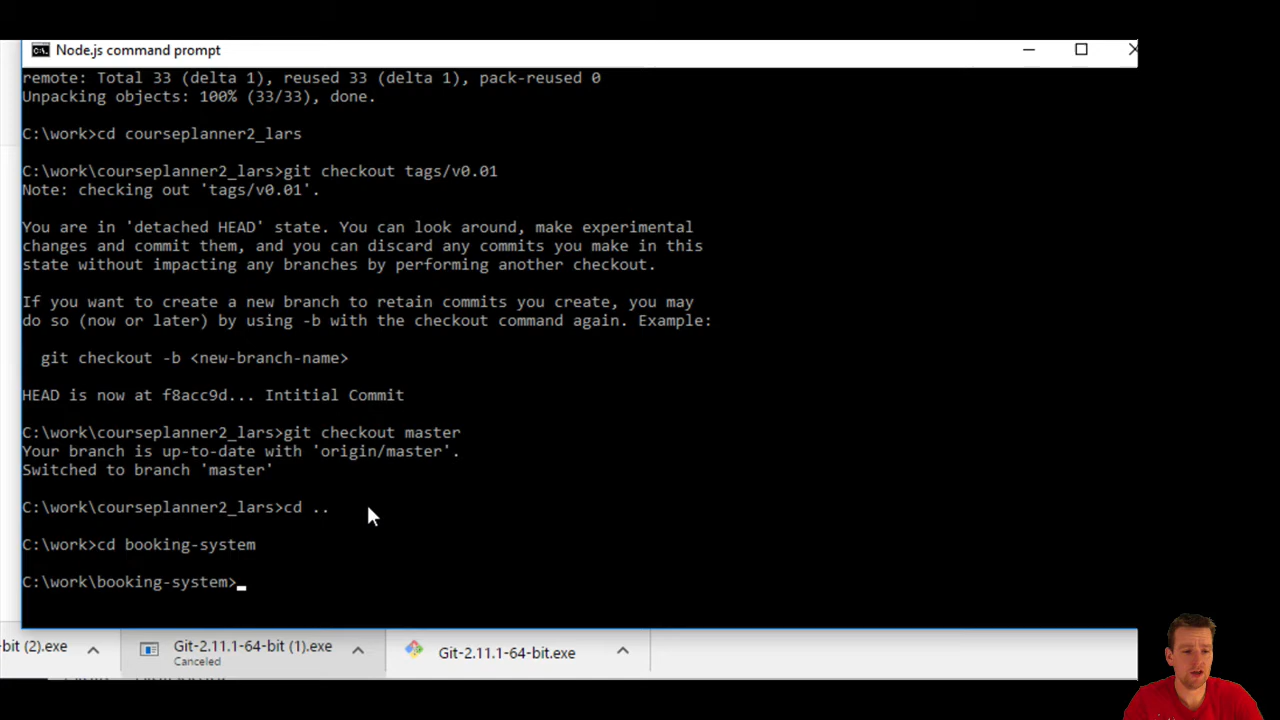 Node.js command prompt
remote: Total 33 (delta 1), reused 33 (delta 1), pack-reused 0
Unpacking objects: 100% (33/33), done.
C:\work>cd courseplanner2_lars
C:\work\courseplanner2_lars>git checkout tags/v0.01
Note: checking out 'tags/v0.01'.
You are in 'detached HEAD' state. You can look around, make experimental
changes and commit them, and you can discard any commits you make in this
state without impacting any branches by performing another checkout.
If you want to create a new branch to retain commits you create, you may
do so (now or later) by using -b with the checkout command again. Example:
git checkout -b <new-branch-name>
HEAD is now at f8acc9d... Intitial Commit
C:\work\courseplanner2_lars>git checkout master
Your branch is up-to-date with 'origin/master'.
Switched to branch 'master'
C:\work\courseplanner2_lars>cd ..
C:\work>cd booking-system
C:\work\booking-system>
-bit (2).exe
Git-2.11.1-64-bit (1).exe
Canceled
Git-2.11.1-64-bit.exe